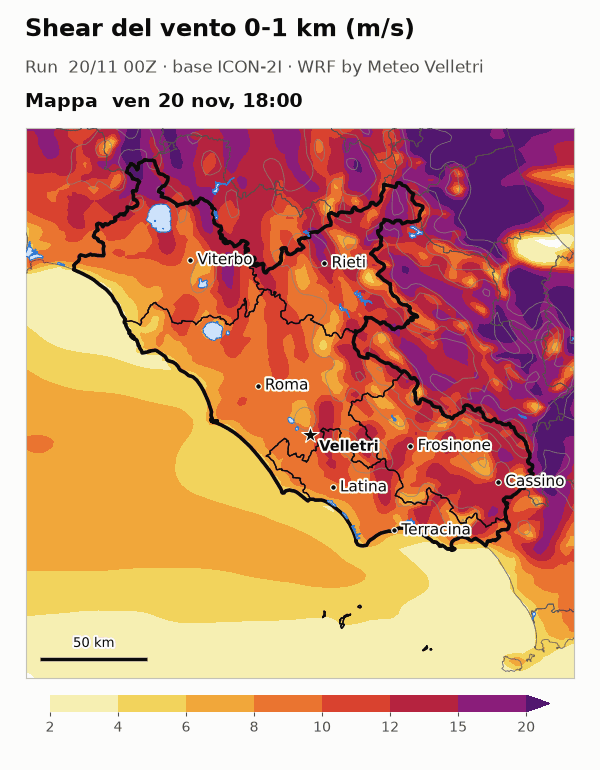 Shear del vento 0-1 km (m/s)
Run  20/11 00Z · base ICON-2I · WRF by Meteo Velletri
Mappa  ven 20 nov, 18:00
Viterbo
Rieti
Roma
Velletri
Frosinone
Latina
Cassino
Terracina
50 km
2 4 6 8 10 12 15 20